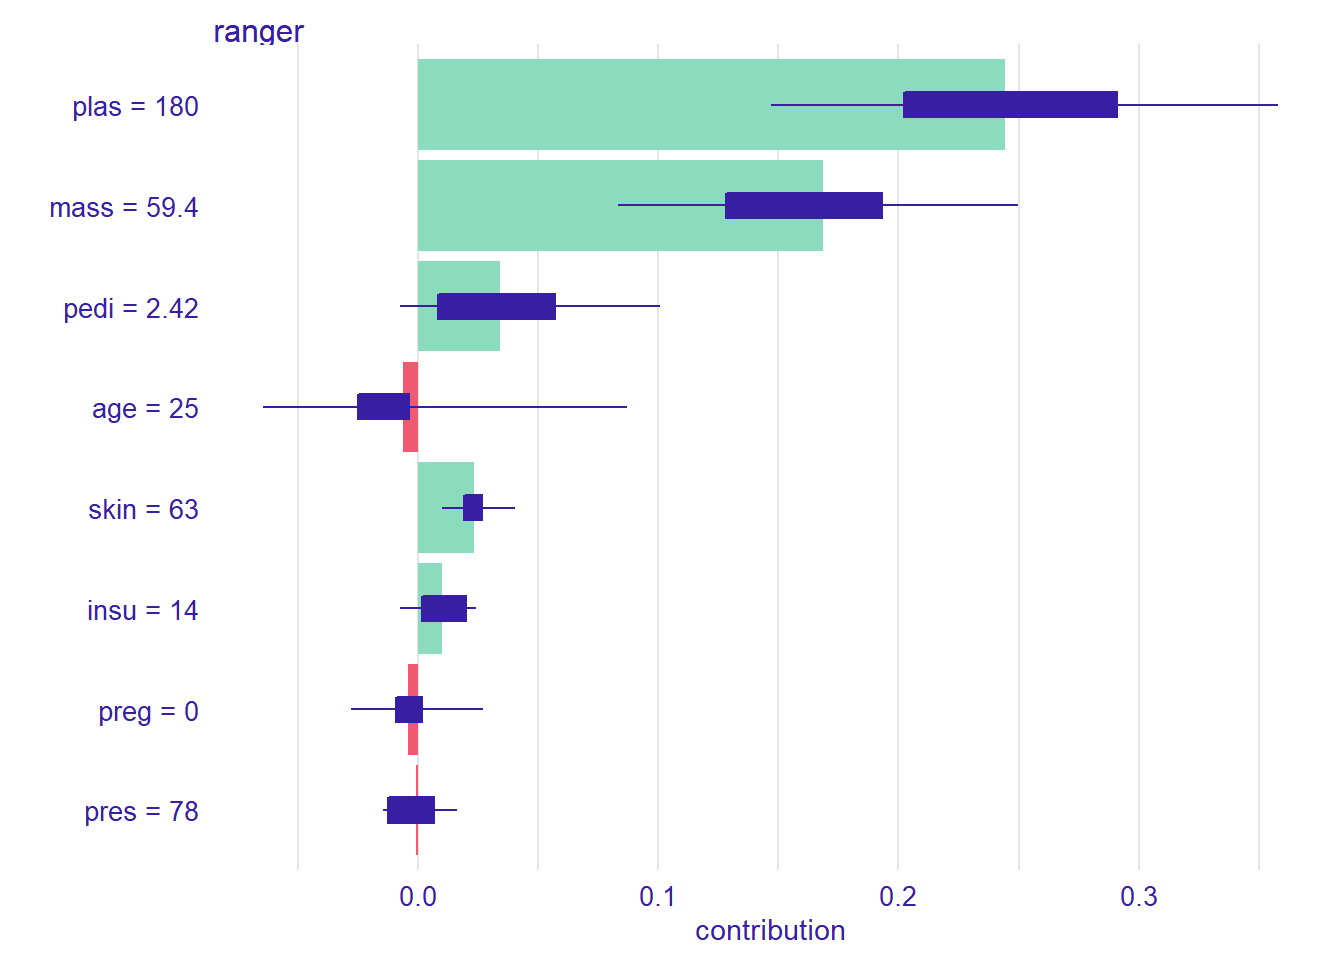 ranger
plas = 180
mass = 59.4
pedi = 2.42
age = 25
skin = 63
insu = 14
preg = 0
pres = 78
0.0 0.1 0.2 0.3
contribution